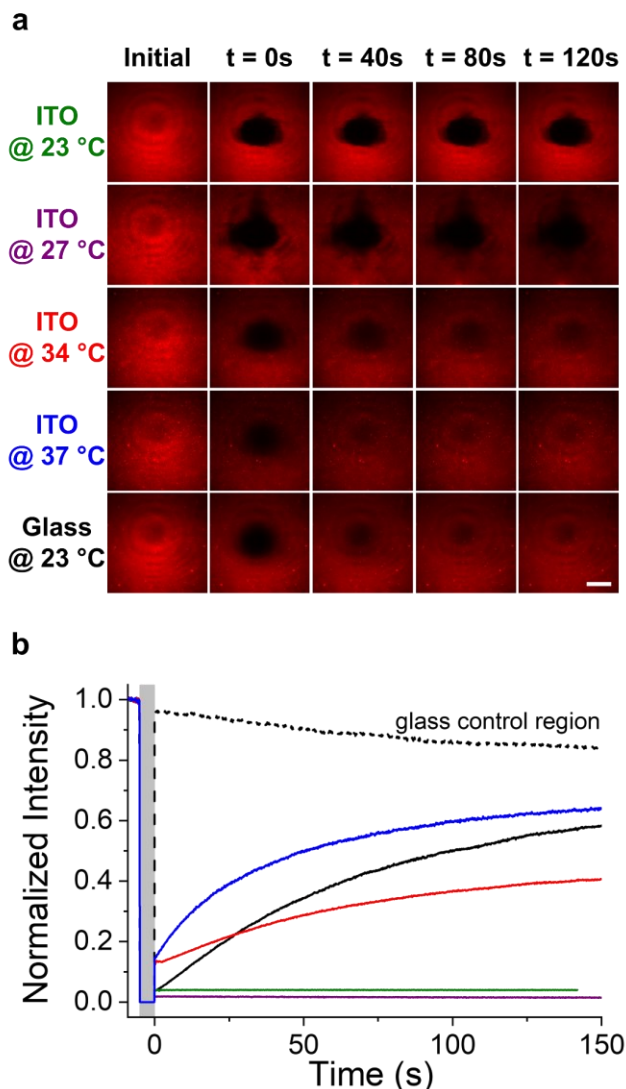 a
Initial t = 0s t = 40s t = 80s t = 120s
ITO
@ 23 °C
ITO
@ 27 °C
ITO
@ 34 °C
ITO
@ 37 °C
Glass
@ 23 °C
b
glass control region
Normalized Intensity
1.0
0.8
0.6
0.4
0.2
0.0
0 50 100 150
Time (s)